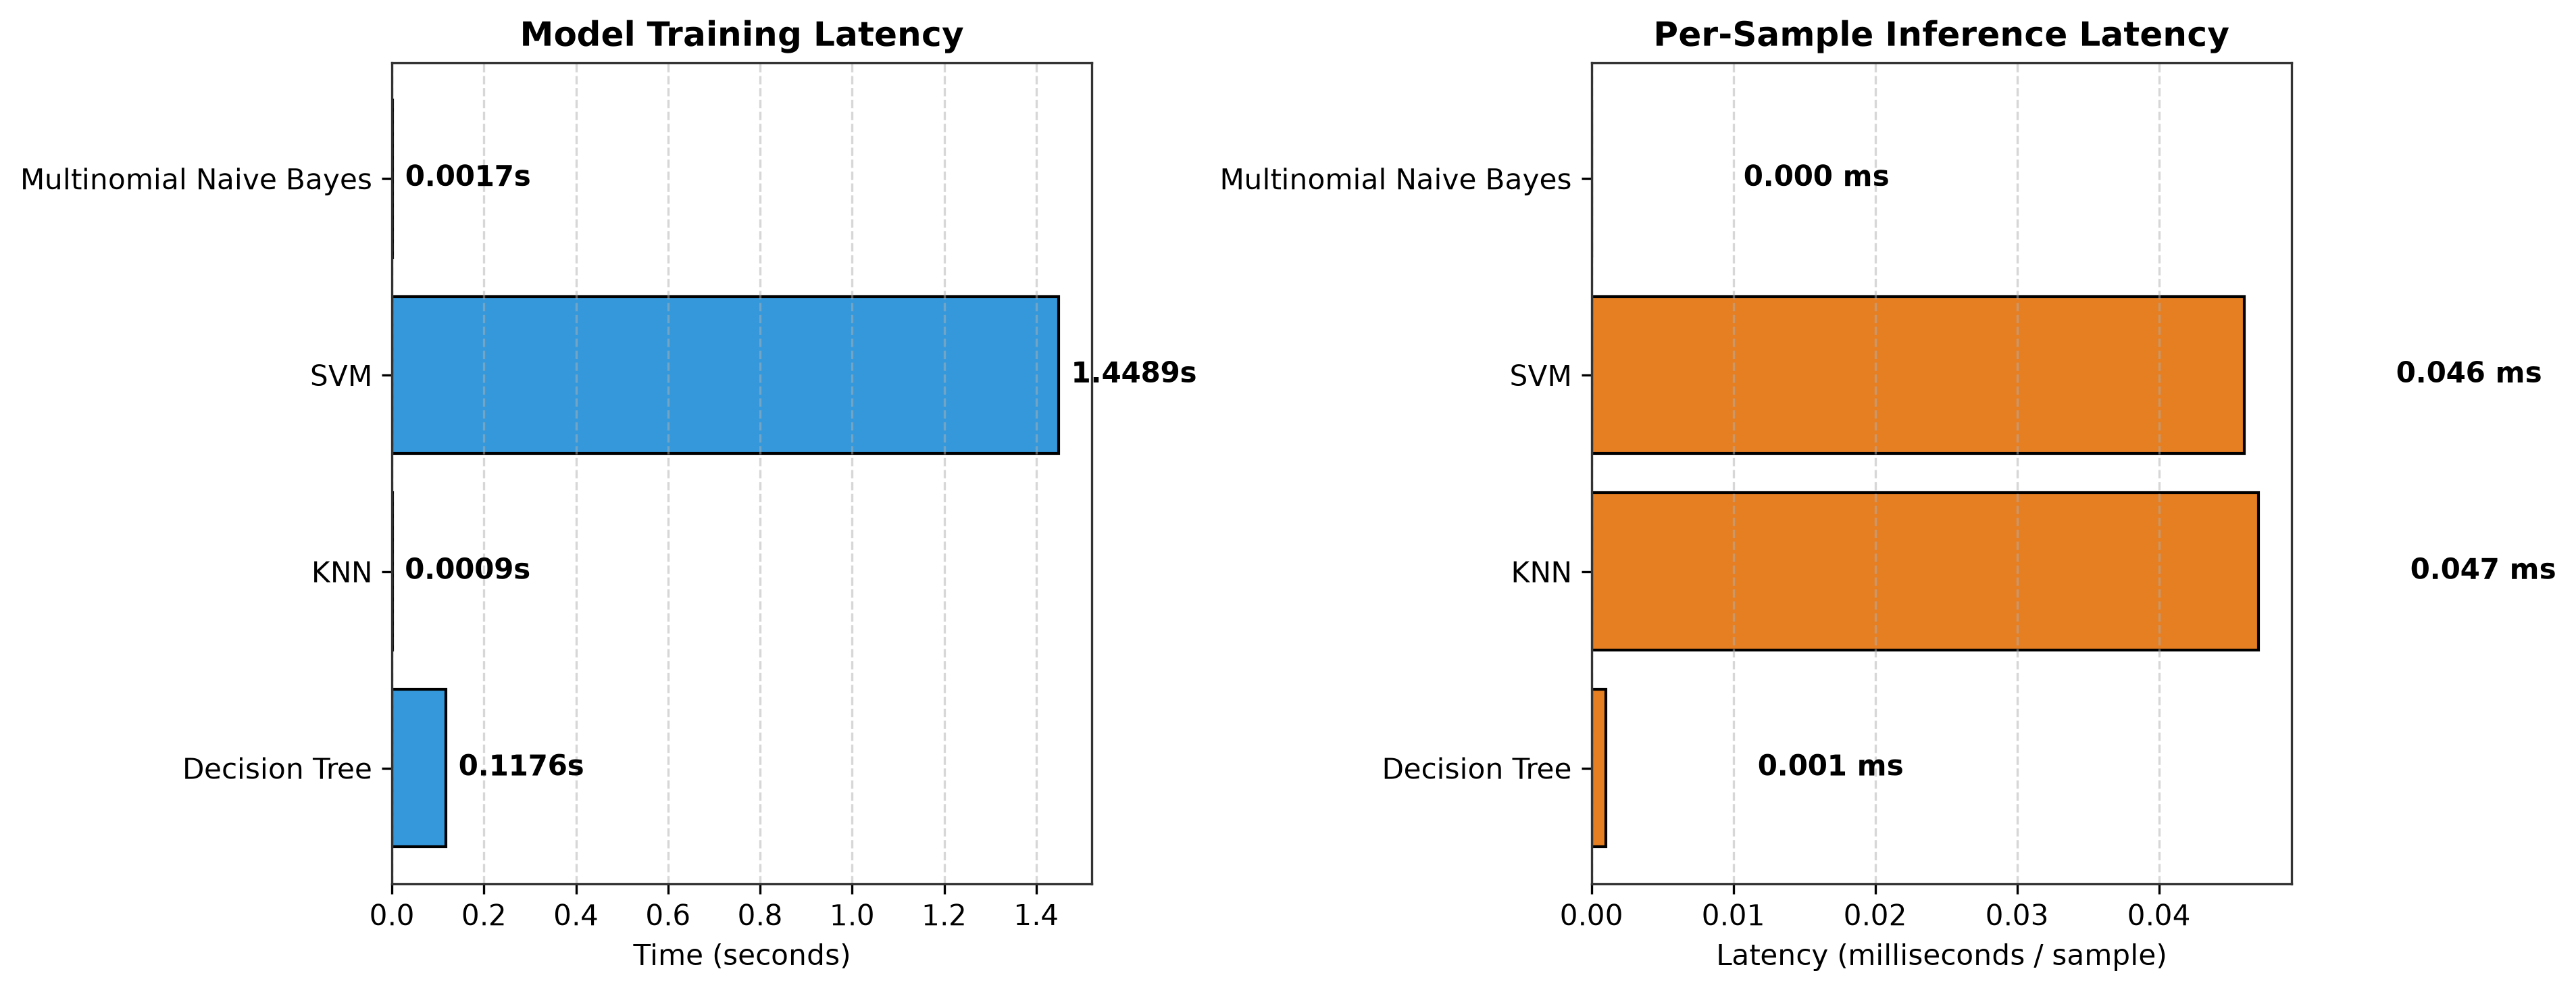 Model Training Latency
Multinomial Naive Bayes
0.0017s
SVM
1.4489s
KNN
0.0009s
Decision Tree
0.1176s
0.0 0.2 0.4 0.6 0.8 1.0 1.2 1.4
Time (seconds)
Per-Sample Inference Latency
Multinomial Naive Bayes
0.000 ms
SVM
0.046 ms
KNN
0.047 ms
Decision Tree
0.001 ms
0.00 0.01 0.02 0.03 0.04
Latency (milliseconds / sample)